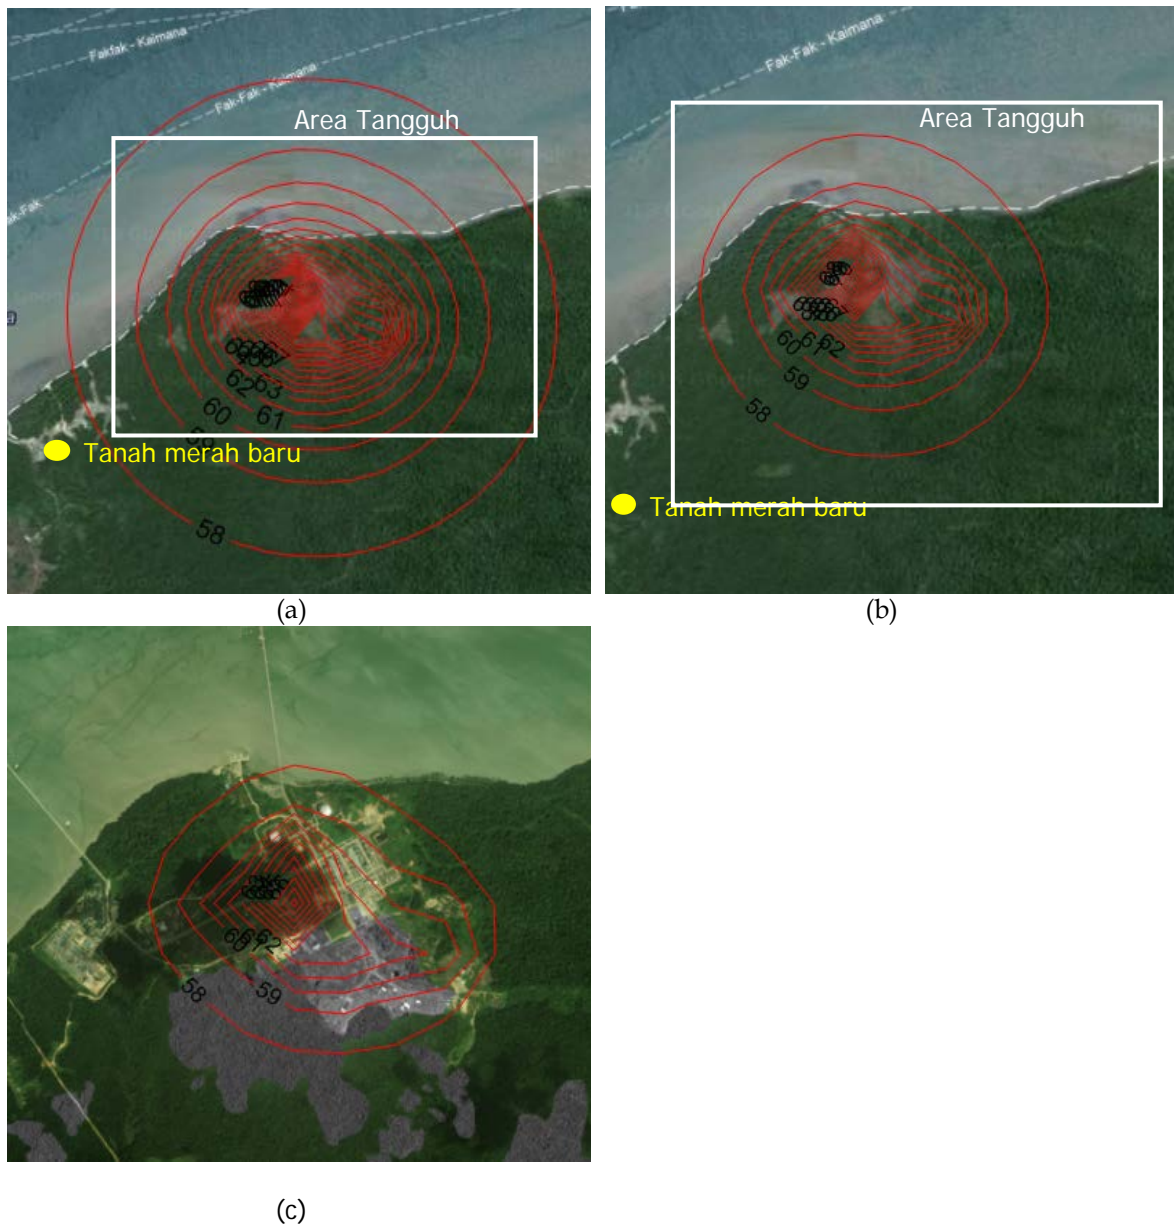 Fakfak - Kaimana
Fak-Fak - Kaimana
Area Tangguh
63
62
61
60
58
Tanah merah baru
(a)
Fak-Fak - Kaimana
Area Tangguh
60
61
62
59
58
Tanah merah baru
(b)
62
58
59
(c)